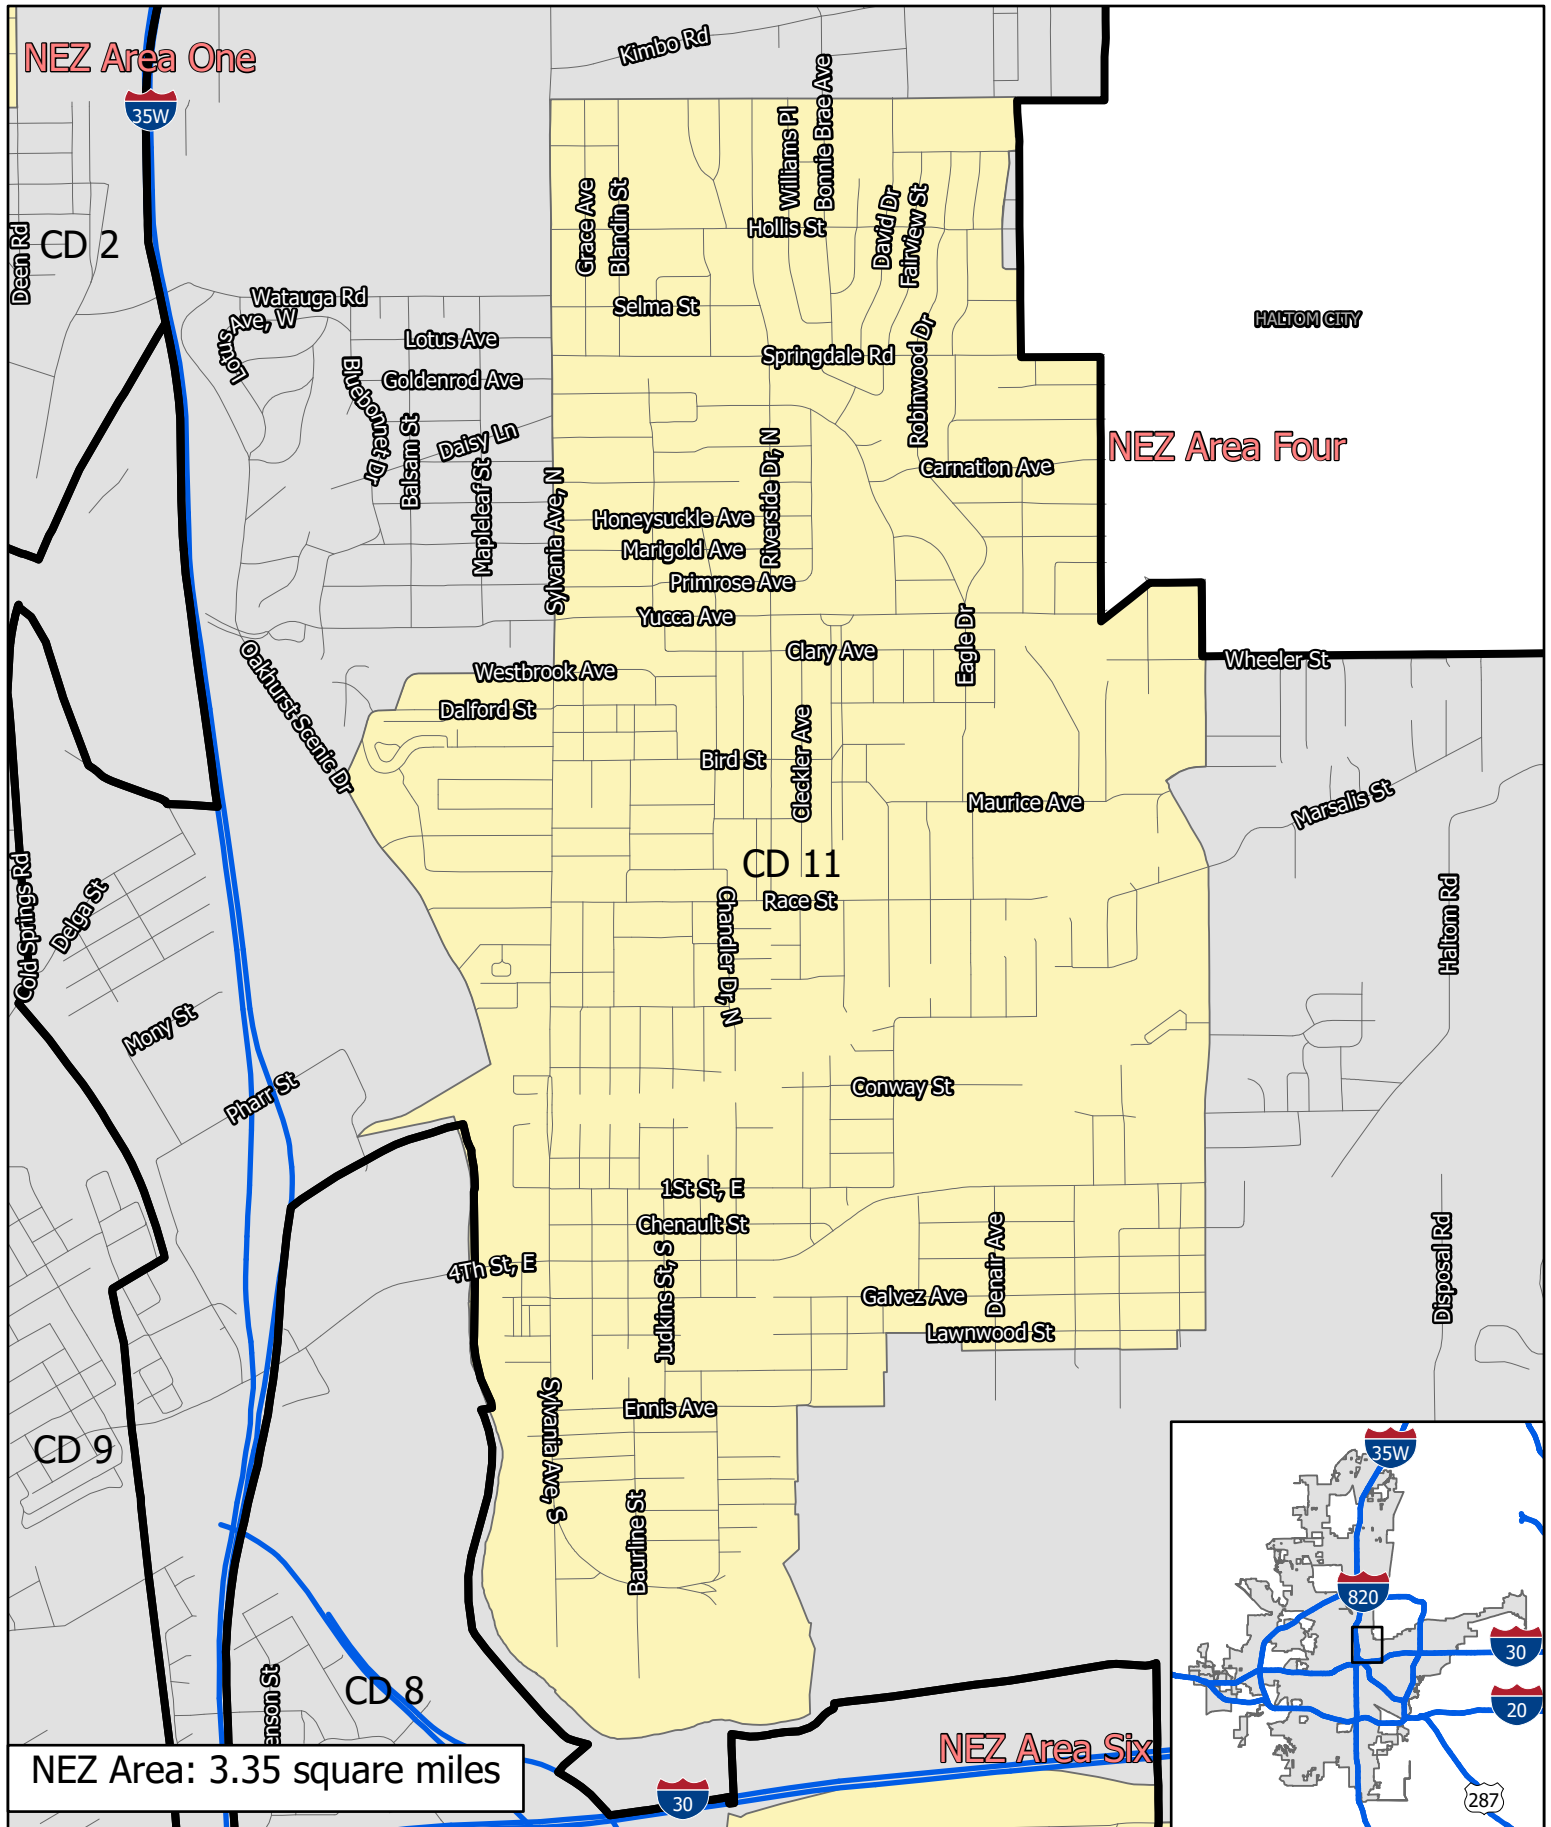 NEZ Area One
35W
Kimbo Rd
Williams Pl
Bonnie Brae Ave
Grace Ave
Blandin St
David Dr
Fairview St
Hollis St
Deen Rd
CD 2
Watauga Rd
Lotus Ave, W
Selma St
HALTOM CITY
Lotus Ave
Springdale Rd
Robinwood Dr
Bluebonnet Dr
Goldenrod Ave
Balsam St
Daisy Ln
Mapleleaf St
Sylvania Ave, N
Riverside Dr, N
NEZ Area Four
Carnation Ave
Honeysuckle Ave
Marigold Ave
Primrose Ave
Yucca Ave
Eagle Dr
Clary Ave
Wheeler St
Oakhurst Scenic Dr
Westbrook Ave
Dalford St
Cleckler Ave
Bird St
Maurice Ave
Marsalis St
CD 11
Cold Springs Rd
Delga St
Chandler Dr, N
Race St
Haltom Rd
Mony St
Pharr St
Conway St
1St St, E
Chenault St
Judkins St, S
4Th St, E
Denair Ave
Disposal Rd
Galvez Ave
Lawnwood St
Sylvania Ave, S
Ennis Ave
CD 9
Baurline St
35W
820
30
20
287
enson St
CD 8
NEZ Area Six
NEZ Area: 3.35 square miles
30